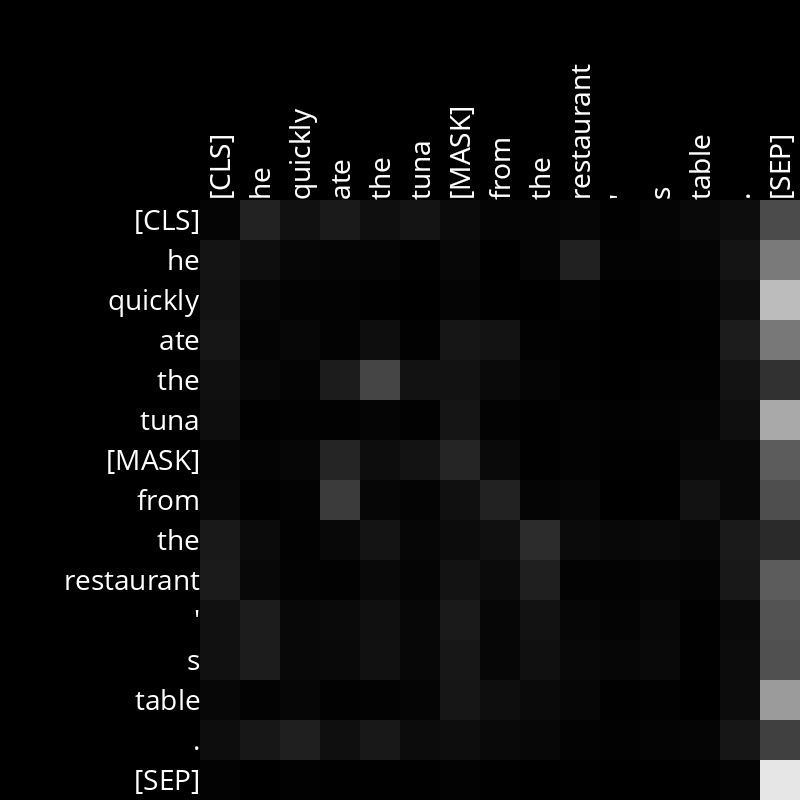 [CLS] he quickly ate the tuna [MASK] from the restaurant ' s table . [SEP]
[CLS]
he
quickly
ate
the
tuna
[MASK]
from
the
restaurant
'
s
table
.
[SEP]